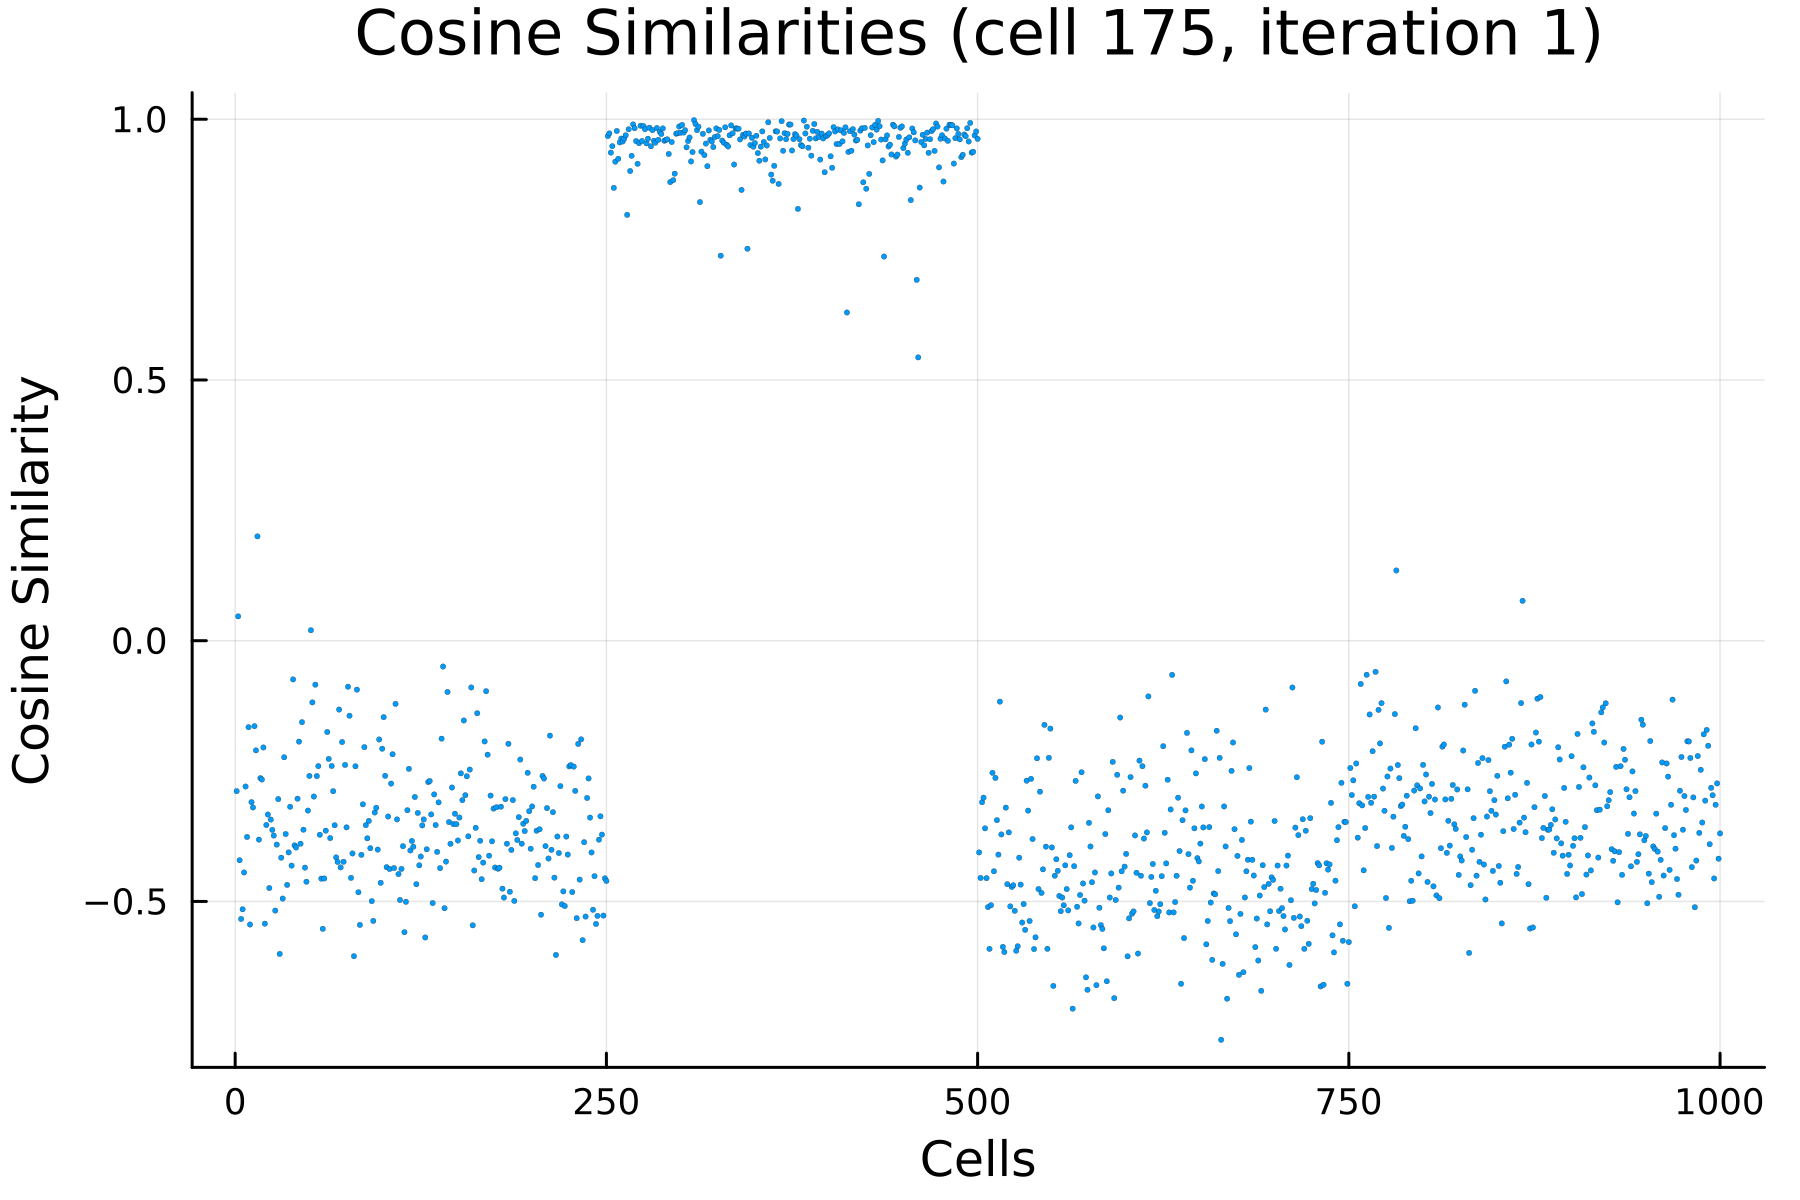 Cosine Similarities (cell 175, iteration 1)
Cosine Similarity
1.0
0.5
0.0
−0.5
0 250 500 750 1000
Cells